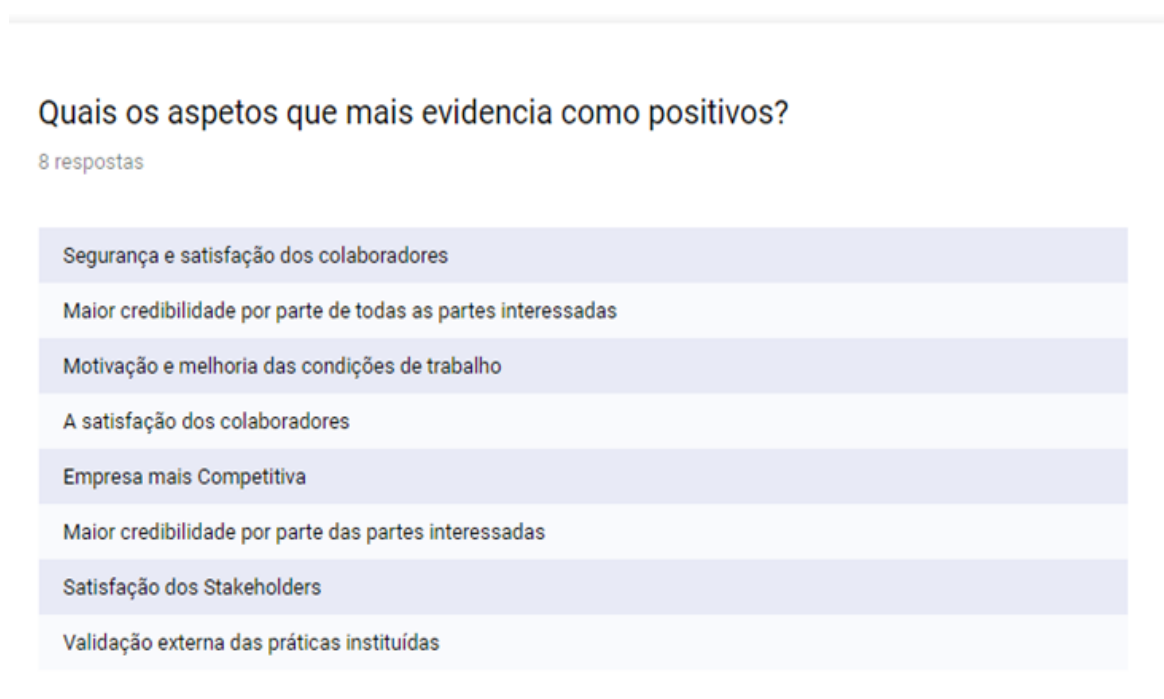 Quais os aspetos que mais evidencia como positivos?
8 respostas
Segurança e satisfação dos colaboradores
Maior credibilidade por parte de todas as partes interessadas
Motivação e melhoria das condições de trabalho
A satisfação dos colaboradores
Empresa mais Competitiva
Maior credibilidade por parte das partes interessadas
Satisfação dos Stakeholders
Validação externa das práticas instituídas